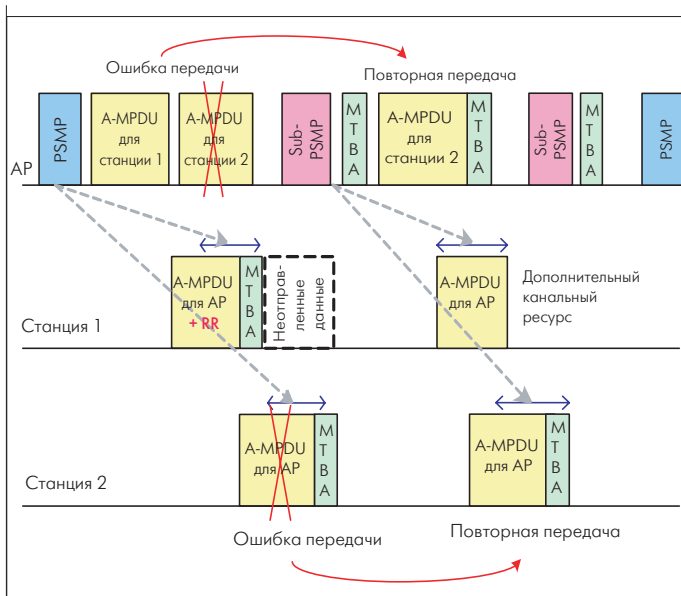 Ошибка передачи
Повторная передача
AP
PSMP
A-MPDU
для
станции 1
A-MPDU
для
станции 2
Sub-
PSMP
M
T
B
A
A-MPDU
для
станции 2
M
T
B
A
Sub-
PSMP
M
T
B
A
PSMP
Станция 1
A-MPDU
для AP
+ RR
M
T
B
A
Неотправ-
ленные
данные
A-MPDU
для AP
Дополнительный
канальный
ресурс
Станция 2
A-MPDU
для AP
M
T
B
A
A-MPDU
для AP
M
T
B
A
Ошибка передачи
Повторная передача